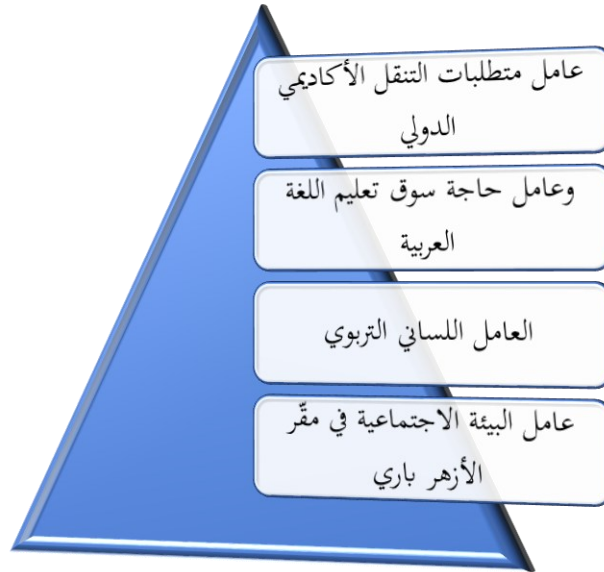 عامل متطلبات التنقل الأكاديمي
الدولي
وعامل حاجة سوق تعليم اللغة
العربية
العامل اللساني التربوي
عامل البيئة الاجتماعية في مقّر
الأزهر باري